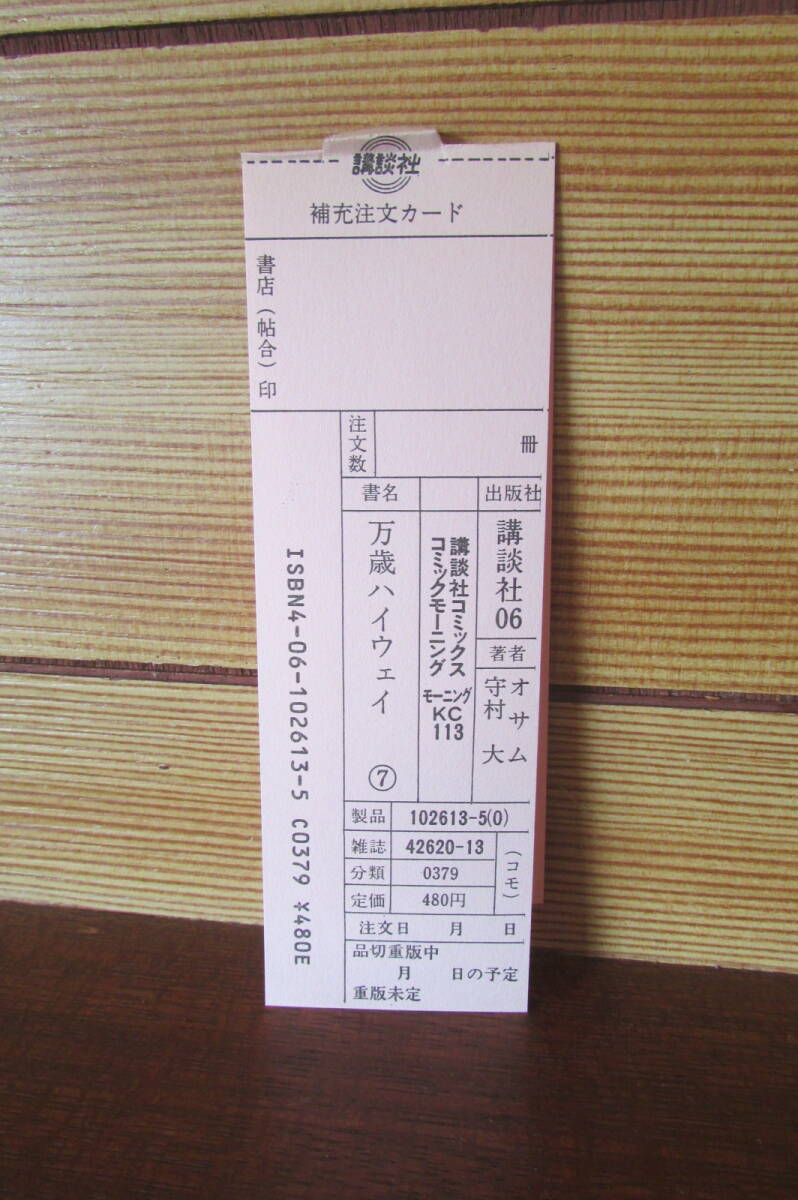 講談社
補充注文カード
書店（帖合）印
注文数
冊
書名
出版社
万歳ハイウェイ ⑦
講談社コミックス
コミックモーニング
モーニング
KC
113
講談社06
著者
オサム
守村 大
製品 102613-5(0)
雑誌 42620-13
分類 0379
定価 480円
（コモ）
注文日 月 日
品切重版中
月 日の予定
重版未定
ISBN4-06-102613-5 C0379 ¥480E